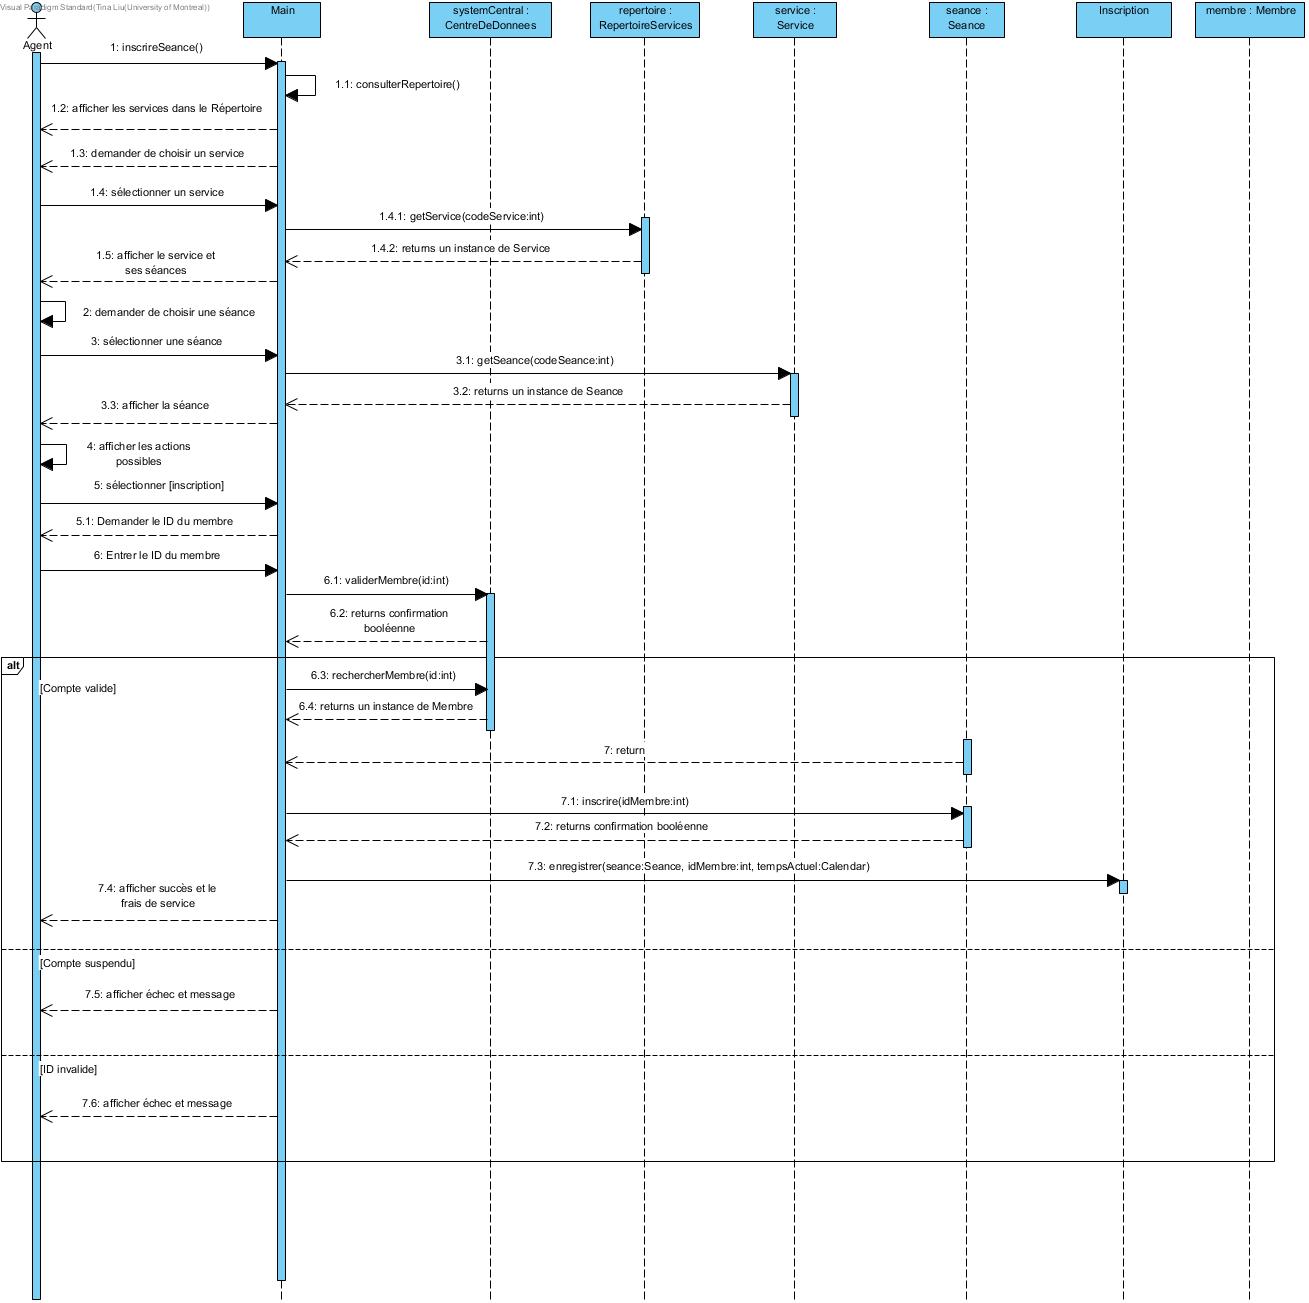 Visual Paradigm Standard(Tina Liu(University of Montreal))
Agent
Main
systemCentral :
CentreDeDonnees
repertoire :
RepertoireServices
service :
Service
seance :
Seance
Inscription
membre : Membre
1: inscrireSeance()
1.1: consulterRepertoire()
1.2: afficher les services dans le Répertoire
1.3: demander de choisir un service
1.4: sélectionner un service
1.4.1: getService(codeService:int)
1.4.2: returns un instance de Service
1.5: afficher le service et
ses séances
2: demander de choisir une séance
3: sélectionner une séance
3.1: getSeance(codeSeance:int)
3.2: returns un instance de Seance
3.3: afficher la séance
4: afficher les actions
possibles
5: sélectionner [inscription]
5.1: Demander le ID du membre
6: Entrer le ID du membre
6.1: validerMembre(id:int)
6.2: returns confirmation
booléenne
alt
6.3: rechercherMembre(id:int)
[Compte valide]
6.4: returns un instance de Membre
7: return
7.1: inscrire(idMembre:int)
7.2: returns confirmation booléenne
7.3: enregistrer(seance:Seance, idMembre:int, tempsActuel:Calendar)
7.4: afficher succès et le
frais de service
[Compte suspendu]
7.5: afficher échec et message
[ID invalide]
7.6: afficher échec et message